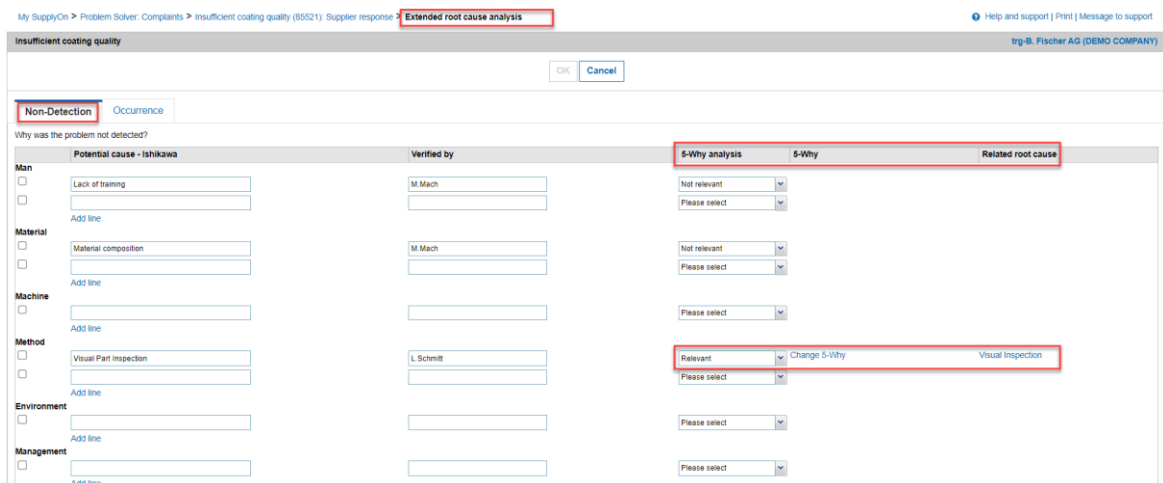 My SupplyOn > Problem Solver: Complaints > Insufficient coating quality (85521): Supplier response > Extended root cause analysis
Help and support | Print | Message to support
Insufficient coating quality
trg-B. Fischer AG (DEMO COMPANY)
OK Cancel
Non-Detection Occurrence
Why was the problem not detected?
Potential cause - Ishikawa Verified by 5-Why analysis 5-Why Related root cause
Man
Lack of training M.Mach Not relevant
Please select
Add line
Material
Material composition M.Mach Not relevant
Please select
Add line
Machine
Please select
Add line
Method
Visual Part Inspection L Schmitt Relevant Change 5-Why Visual Inspection
Please select
Add line
Environment
Please select
Add line
Management
Please select
Add line